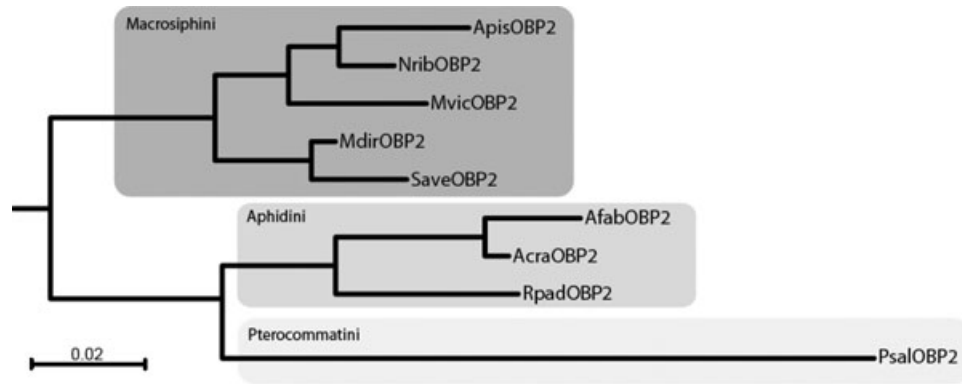 Macrosiphini
ApisOBP2
NribOBP2
MvicOBP2
MdirOBP2
SaveOBP2
Aphidini
AfabOBP2
AcraOBP2
RpadOBP2
Pterocommatini
PsalOBP2
0.02